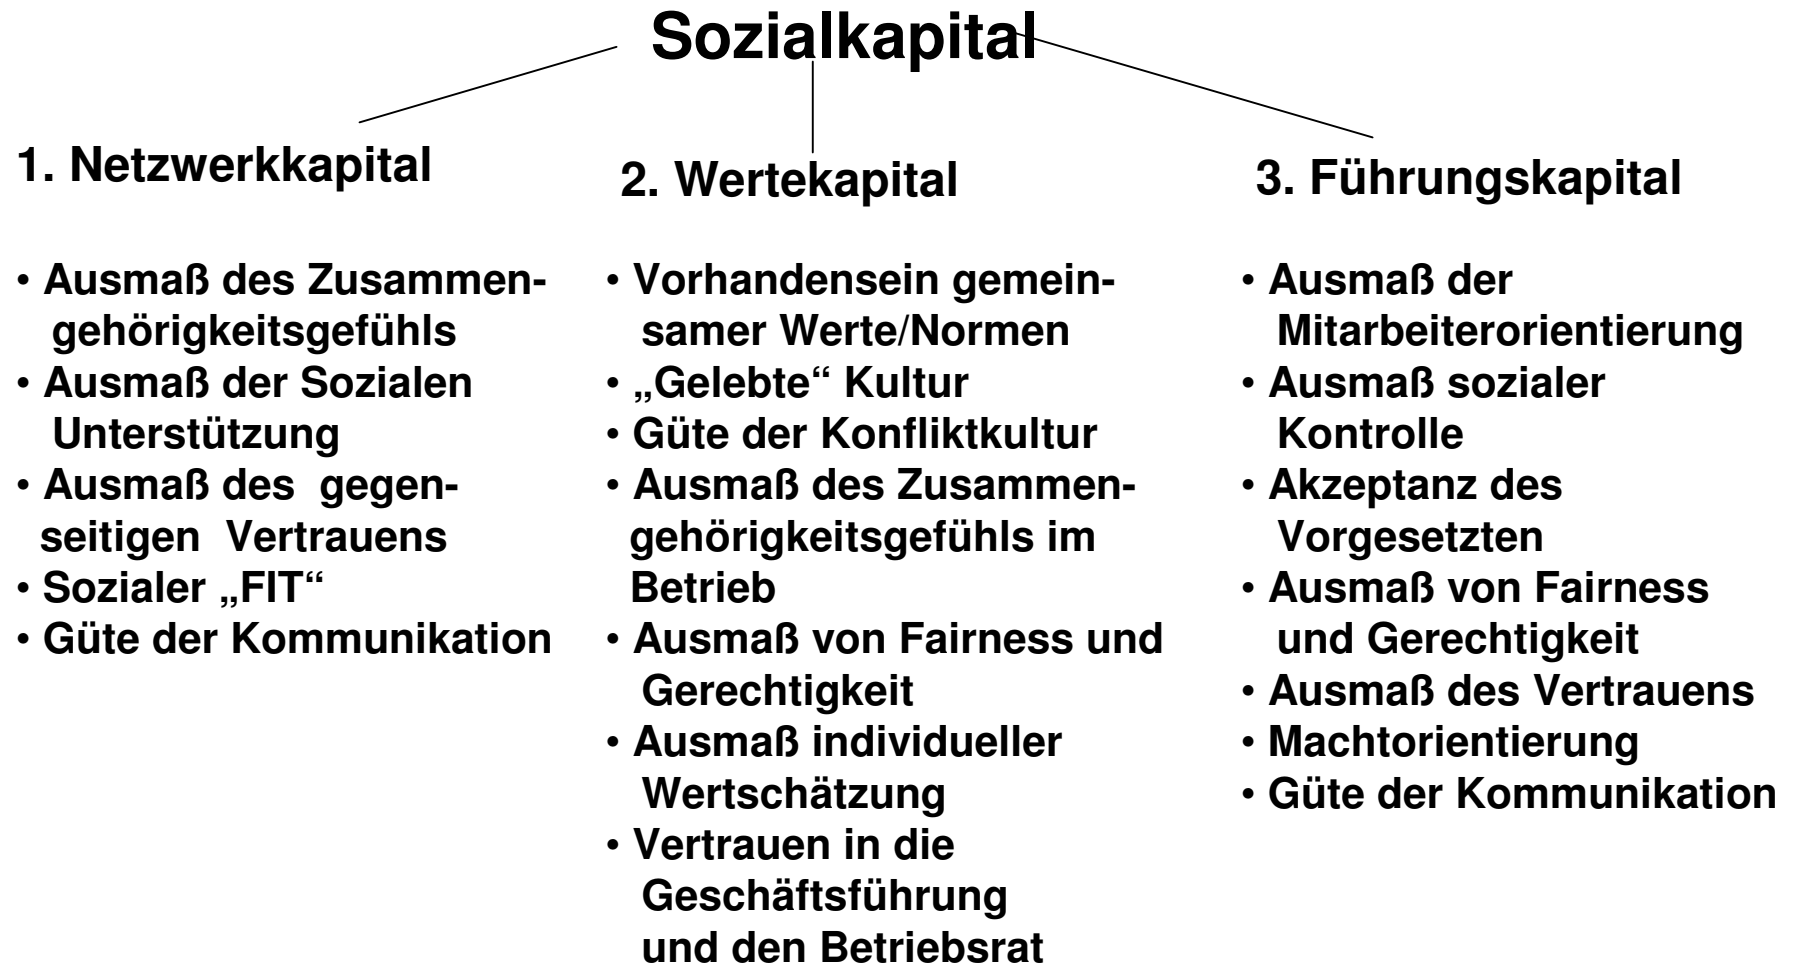 Sozialkapital
1. Netzwerkkapital
• Ausmaß des Zusammen-
gehörigkeitsgefühls
• Ausmaß der Sozialen
Unterstützung
• Ausmaß des gegen-
seitigen Vertrauens
• Sozialer „FIT“
• Güte der Kommunikation
2. Wertekapital
• Vorhandensein gemein-
samer Werte/Normen
• „Gelebte“ Kultur
• Güte der Konfliktkultur
• Ausmaß des Zusammen-
gehörigkeitsgefühls im
Betrieb
• Ausmaß von Fairness und
Gerechtigkeit
• Ausmaß individueller
Wertschätzung
• Vertrauen in die
Geschäftsführung
und den Betriebsrat
3. Führungskapital
• Ausmaß der
Mitarbeiterorientierung
• Ausmaß sozialer
Kontrolle
• Akzeptanz des
Vorgesetzten
• Ausmaß von Fairness
und Gerechtigkeit
• Ausmaß des Vertrauens
• Machtorientierung
• Güte der Kommunikation